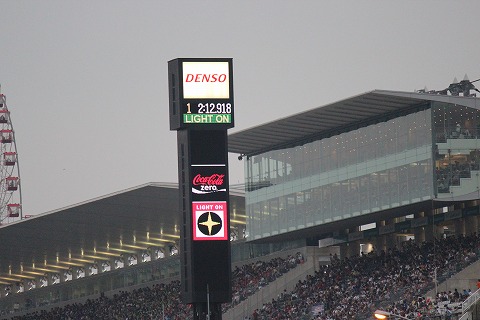 DENSO
1 2:12.918
LIGHT ON
Coca-Cola
zero
LIGHT ON